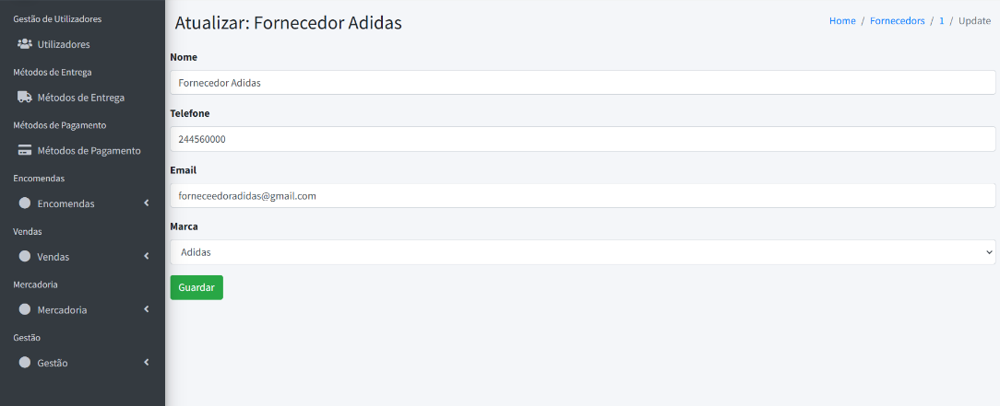 Gestão de Utilizadores
Utilizadores
Métodos de Entrega
Métodos de Entrega
Métodos de Pagamento
Métodos de Pagamento
Encomendas
Encomendas
Vendas
Vendas
Mercadoria
Mercadoria
Gestão
Gestão
Atualizar: Fornecedor Adidas
Home / Fornecedors / 1 / Update
Nome
Fornecedor Adidas
Telefone
244560000
Email
forneceedoradidas@gmail.com
Marca
Adidas
Guardar